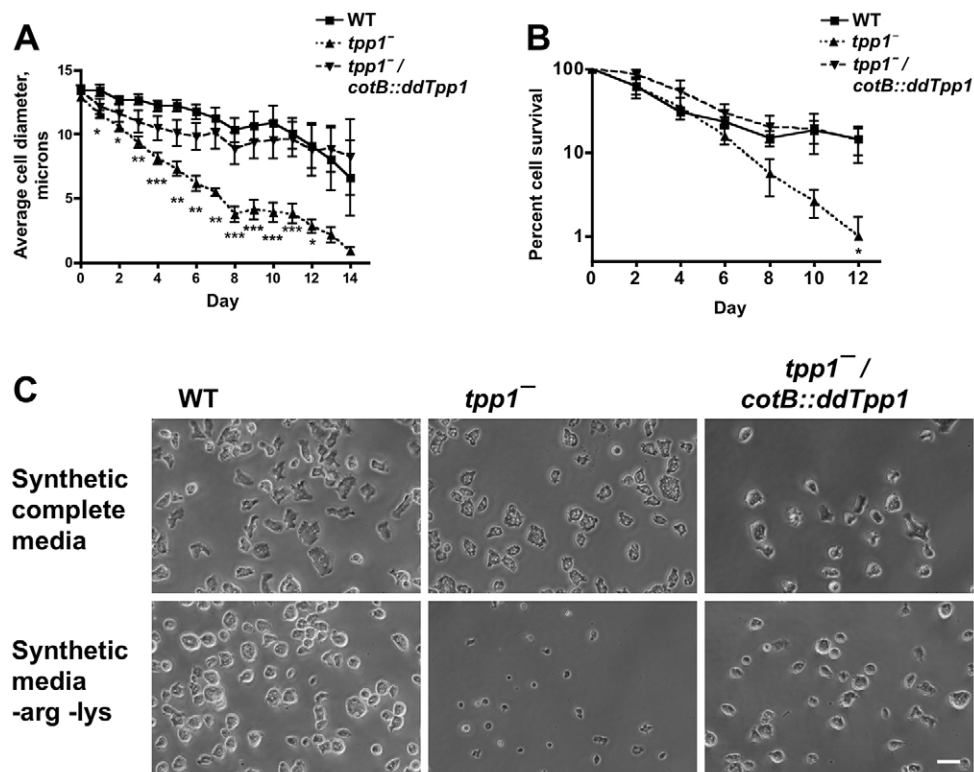 A
WT
tpp1⁻
tpp1⁻ /
cotB::ddTpp1
15
10
5
0
Average cell diameter,
microns
*
*
**
***
**
**
**
***
***
***
***
*
0 2 4 6 8 10 12 14
Day
B
WT
tpp1⁻
tpp1⁻ /
cotB::ddTpp1
100
10
1
Percent cell survival
*
0 2 4 6 8 10 12
Day
C
WT
tpp1⁻
tpp1⁻ /
cotB::ddTpp1
Synthetic
complete
media
Synthetic
media
-arg -lys